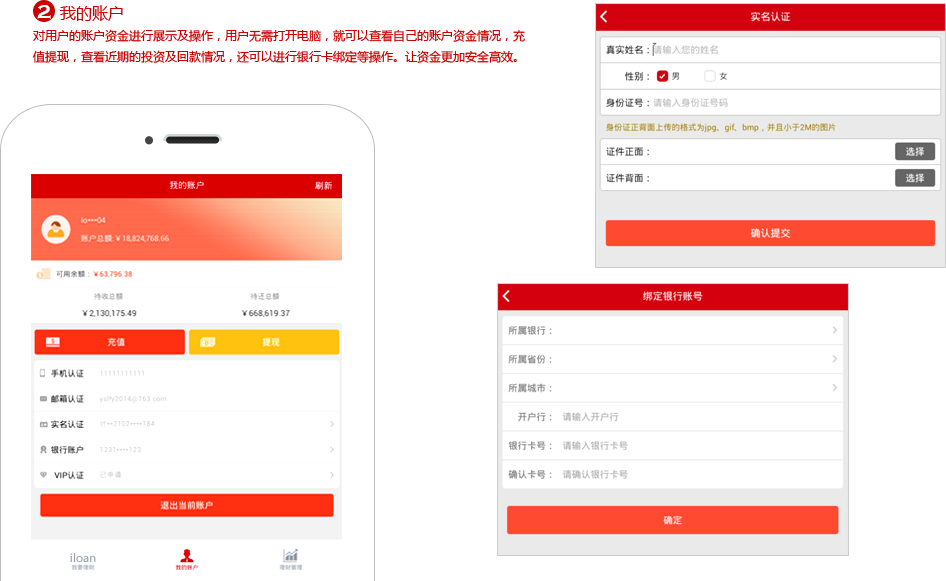 2 我的账户
对用户的账户资金进行展示及操作，用户无需打开电脑，就可以查看自己的账户资金情况，充
值提现，查看近期的投资及回款情况，还可以进行银行卡绑定等操作。让资金更加安全高效。
我的账户 刷新
lo···04
账户总额: ￥18,824,768.66
可用余额：￥63,796.38
待收总额 待还总额
￥2,130,175.49 ￥668,619.37
充值 提现
手机认证 11111111111
邮箱认证
实名认证
银行账户 1231····123
VIP认证 已申请
退出当前账户
iloan
我要理财 我的账户 理财管理
实名认证
真实姓名： 请输入您的姓名
性别： 男 女
身份证号： 请输入身份证号码
身份证正背面上传的格式为jpg、gif、bmp，并且小于2M的图片
证件正面： 选择
证件背面： 选择
确认提交
绑定银行账号
所属银行：
所属省份：
所属城市：
开户行： 请输入开户行
银行卡号： 请输入银行卡号
确认卡号： 请确认银行卡号
确定